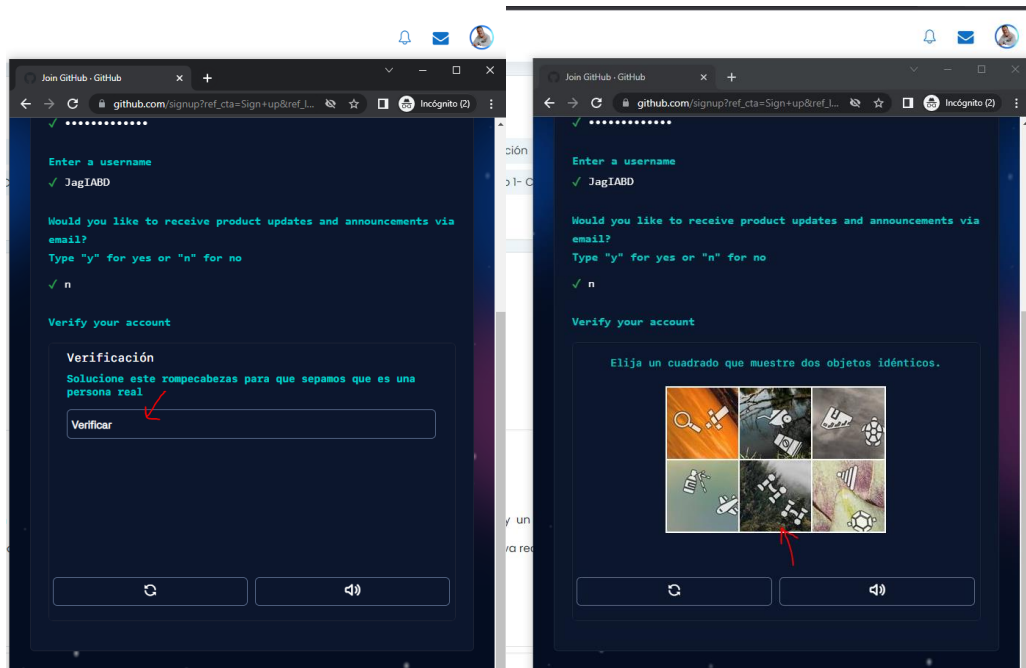 Join GitHub · GitHub
github.com/signup?ref_cta=Sign+up&ref_l...
Incógnito (2)
•••••••••••••
Enter a username
✓ JagIABD
Would you like to receive product updates and announcements via
email?
Type "y" for yes or "n" for no
✓ n
Verify your account
Verificación
Solucione este rompecabezas para que sepamos que es una
persona real
Verificar
Join GitHub · GitHub
github.com/signup?ref_cta=Sign+up&ref_l...
Incógnito (2)
•••••••••••••
ción
Enter a username
✓ JagIABD
Would you like to receive product updates and announcements via
email?
Type "y" for yes or "n" for no
✓ n
Verify your account
Elija un cuadrado que muestre dos objetos idénticos.
y un